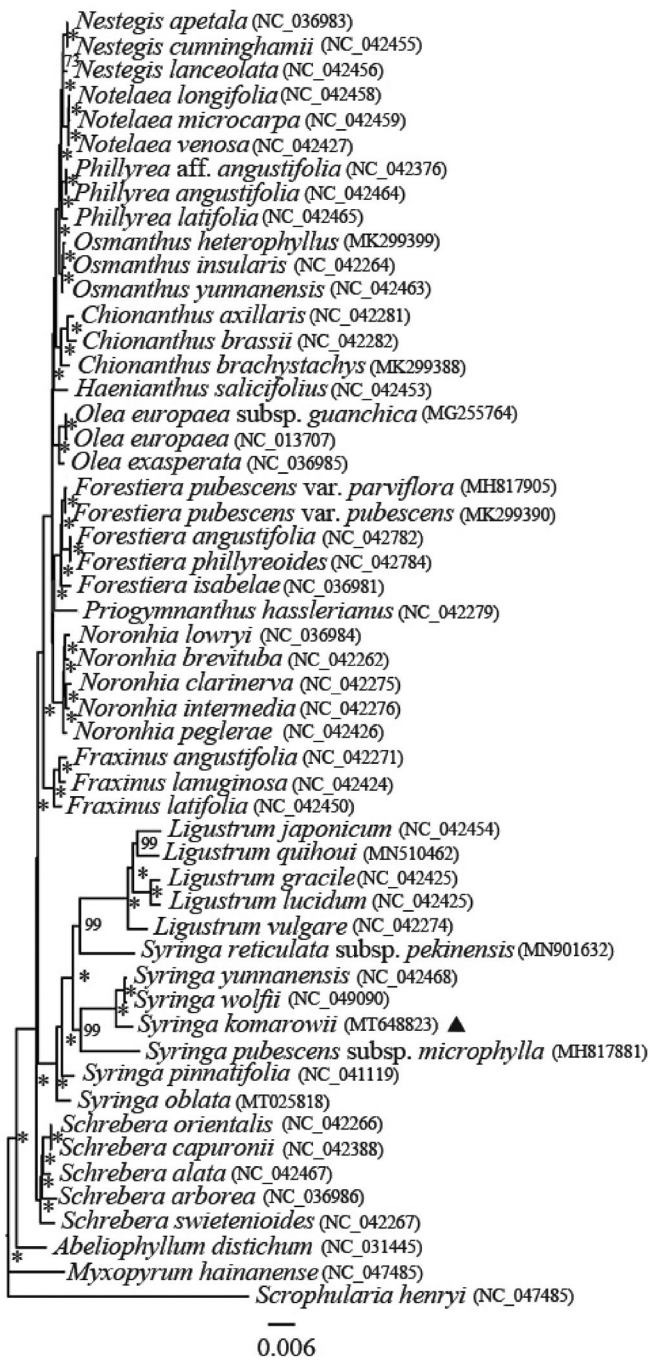 Nestegis apetala (NC_036983)
Nestegis cunninghamii (NC_042455)
73
Nestegis lanceolata (NC_042456)
Notelaea longifolia (NC_042458)
Notelaea microcarpa (NC_042459)
Notelaea venosa (NC_042427)
Phillyrea aff. angustifolia (NC_042376)
Phillyrea angustifolia (NC_042464)
Phillyrea latifolia (NC_042465)
Osmanthus heterophyllus (MK299399)
Osmanthus insularis (NC_042264)
Osmanthus yunnanensis (NC_042463)
Chionanthus axillaris (NC_042281)
Chionanthus brassii (NC_042282)
Chionanthus brachystachys (MK299388)
Haenianthus salicifolius (NC_042453)
Olea europaea subsp. guanchica (MG255764)
Olea europaea (NC_013707)
Olea exasperata (NC_036985)
Forestiera pubescens var. parviflora (MH817905)
Forestiera pubescens var. pubescens (MK299390)
Forestiera angustifolia (NC_042782)
Forestiera phillyreoides (NC_042784)
Forestiera isabelae (NC_036981)
Priogymnanthus hasslerianus (NC_042279)
Noronhia lowryi (NC_036984)
Noronhia brevituba (NC_042262)
Noronhia clarinerva (NC_042275)
Noronhia intermedia (NC_042276)
Noronhia peglerae (NC_042426)
Fraxinus angustifolia (NC_042271)
Fraxinus lanuginosa (NC_042424)
Fraxinus latifolia (NC_042450)
Ligustrum japonicum (NC_042454)
99
Ligustrum quihoui (MN510462)
Ligustrum gracile (NC_042425)
Ligustrum lucidum (NC_042425)
99
Ligustrum vulgare (NC_042274)
Syringa reticulata subsp. pekinensis (MN901632)
Syringa yunnanensis (NC_042468)
Syringa wolfii (NC_049090)
Syringa komarowii (MT648823) ▲
99
Syringa pubescens subsp. microphylla (MH817881)
Syringa pinnatifolia (NC_041119)
Syringa oblata (MT025818)
Schrebera orientalis (NC_042266)
Schrebera capuronii (NC_042388)
Schrebera alata (NC_042467)
Schrebera arborea (NC_036986)
Schrebera swietenioides (NC_042267)
Abeliophyllum distichum (NC_031445)
Myxopyrum hainanense (NC_047485)
Scrophularia henryi (NC_047485)
0.006